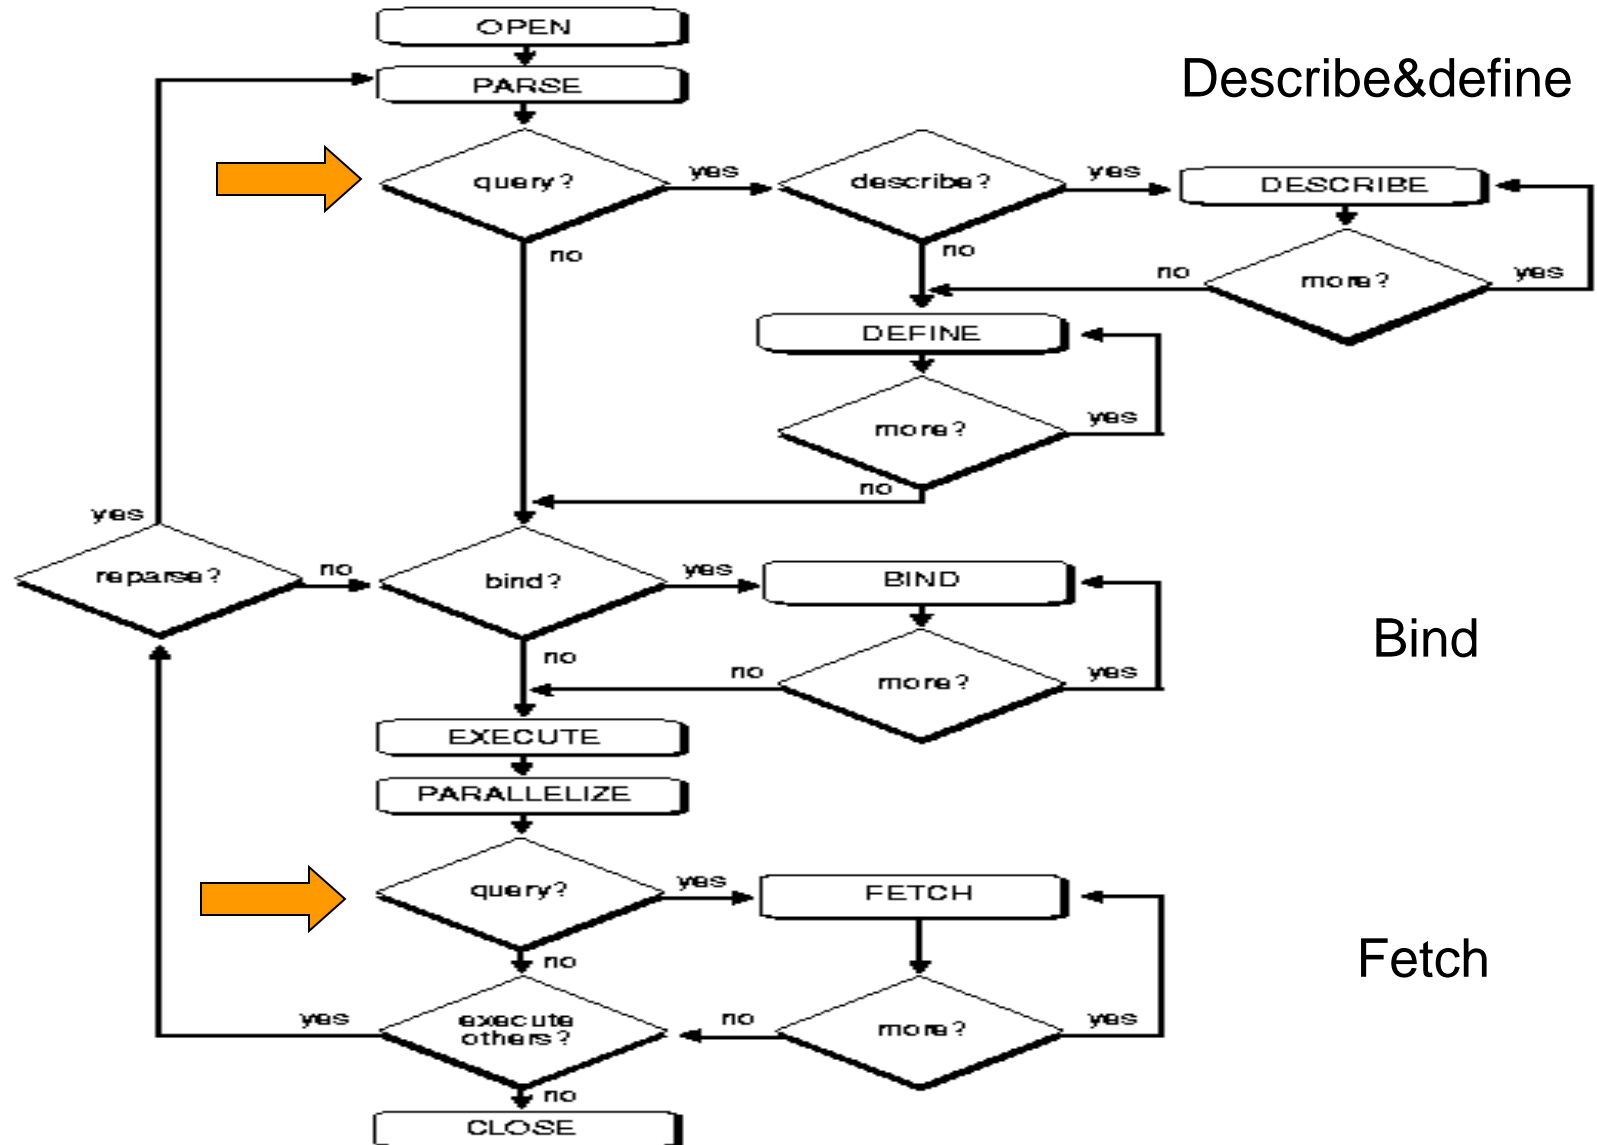 OPEN
Describe&define
PARSE
query?
yes
describe?
yes
DESCRIBE
no
no
no
more?
yes
DEFINE
more?
yes
no
yes
reparse?
no
bind?
yes
BIND
Bind
no
no
more?
yes
EXECUTE
PARALLELIZE
query?
yes
FETCH
Fetch
no
yes
execute
others?
no
more?
yes
no
CLOSE